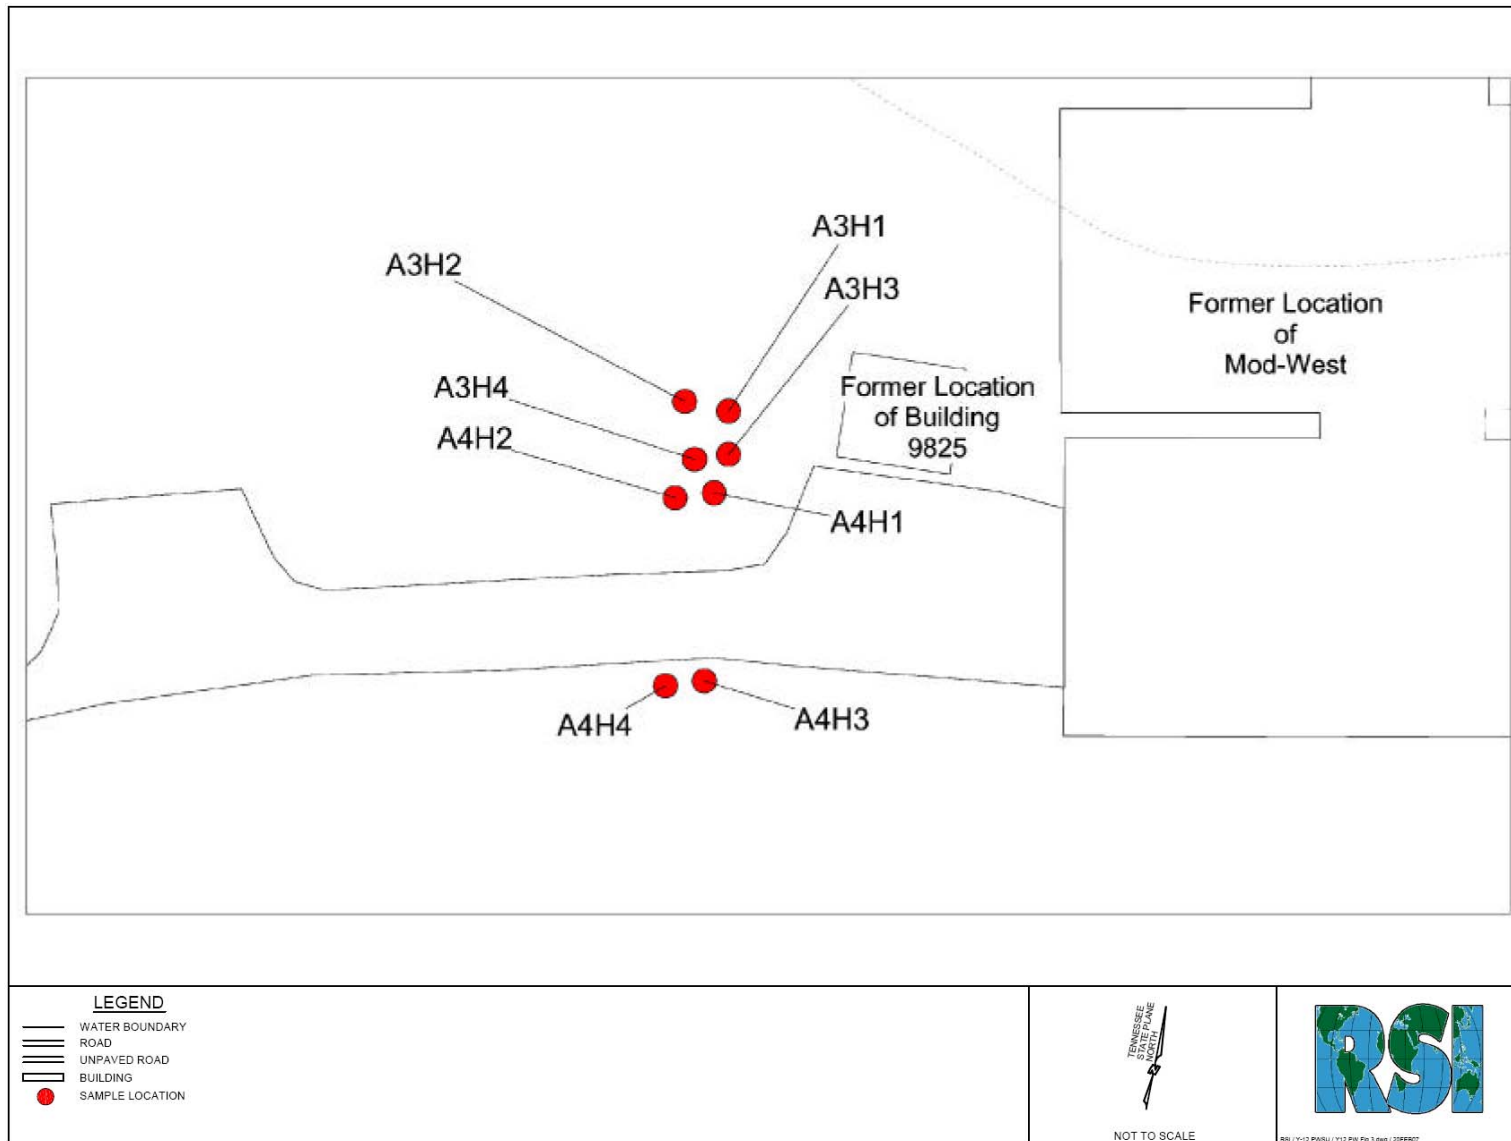 A3H1
A3H2
A3H3
Former Location
of
Mod-West
A3H4
Former Location
of Building
9825
A4H2
A4H1
A4H4
A4H3
LEGEND
WATER BOUNDARY
ROAD
UNPAVED ROAD
BUILDING
SAMPLE LOCATION
TENNESSEE
STATE PLANE
NORTH
NOT TO SCALE
RSI